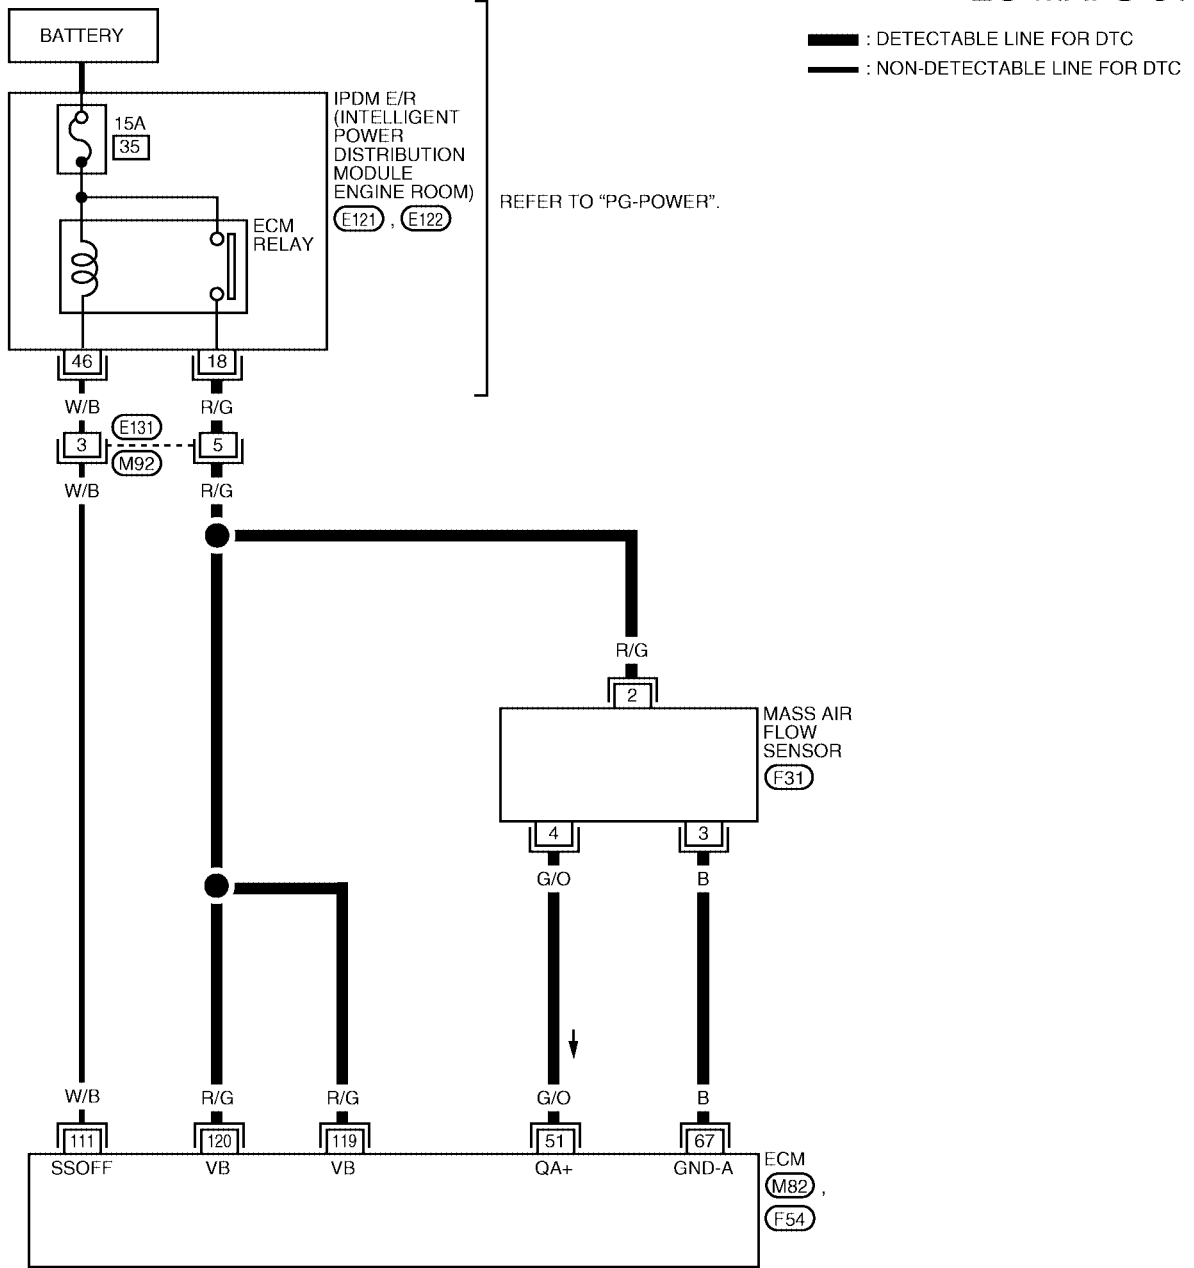 BATTERY
: DETECTABLE LINE FOR DTC
: NON-DETECTABLE LINE FOR DTC
15A
35
IPDM E/R
(INTELLIGENT
POWER
DISTRIBUTION
MODULE
ENGINE ROOM)
E121 , E122
REFER TO “PG-POWER”.
ECM
RELAY
46
18
W/B
R/G
3
E131
M92
5
W/B
R/G
R/G
2
MASS AIR
FLOW
SENSOR
F31
4
3
G/O
B
W/B
R/G
R/G
G/O
B
111
120
119
51
67
SSOFF
VB
VB
QA+
GND-A
ECM
M82 ,
F54